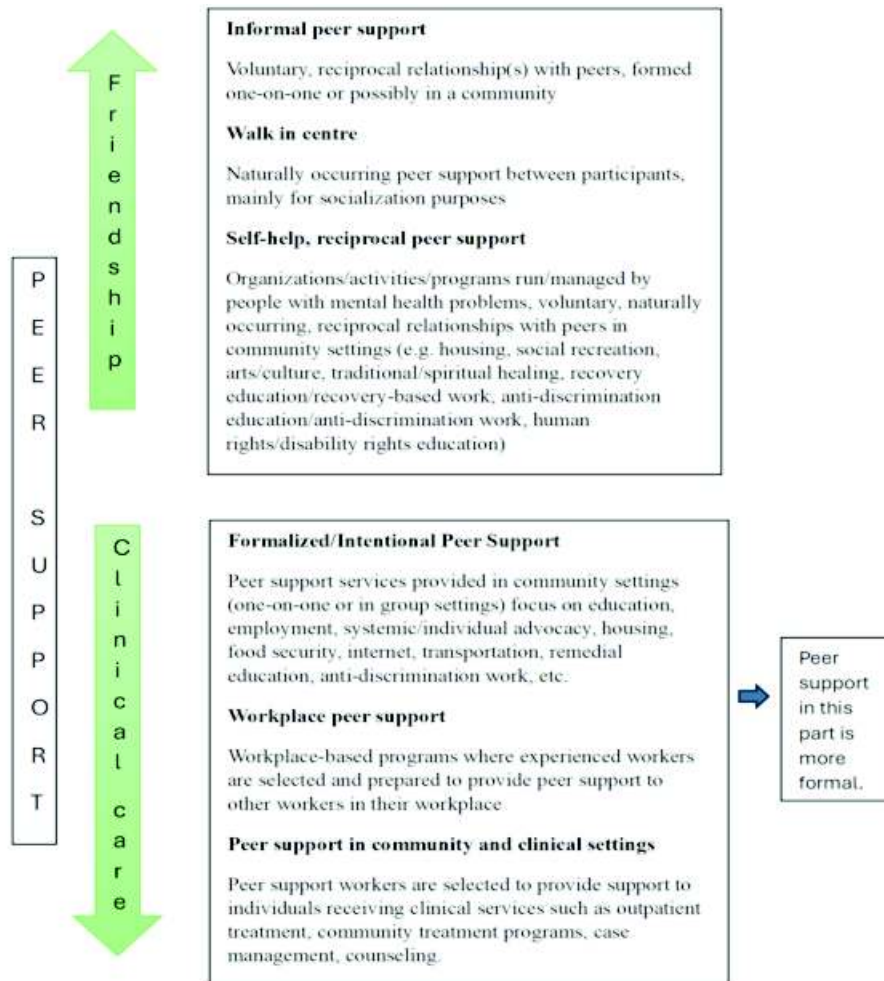 PEER SUPPORT
Friendship
Informal peer support
Voluntary, reciprocal relationship(s) with peers, formed
one-on-one or possibly in a community
Walk in centre
Naturally occurring peer support between participants,
mainly for socialization purposes
Self-help, reciprocal peer support
Organizations/activities/programs run/managed by
people with mental health problems, voluntary, naturally
occurring, reciprocal relationships with peers in
community settings (e.g. housing, social recreation,
arts/culture, traditional/spiritual healing, recovery
education/recovery-based work, anti-discrimination
education/anti-discrimination work, human
rights/disability rights education)
Clinical care
Formalized/Intentional Peer Support
Peer support services provided in community settings
(one-on-one or in group settings) focus on education,
employment, systemic/individual advocacy, housing,
food security, internet, transportation, remedial
education, anti-discrimination work, etc.
Workplace peer support
Workplace-based programs where experienced workers
are selected and prepared to provide peer support to
other workers in their workplace
Peer support in community and clinical settings
Peer support workers are selected to provide support to
individuals receiving clinical services such as outpatient
treatment, community treatment programs, case
management, counseling.
Peer
support
in this
part is
more
formal.